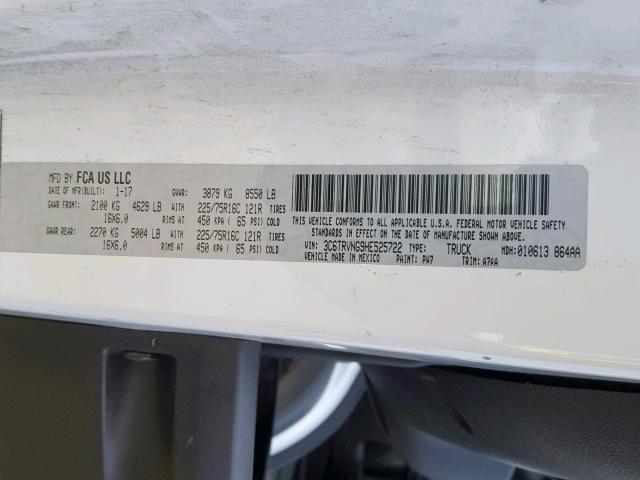 MFD BY FCA US LLC
DATE OF MFR(BUILT): 1-17 GVWR: 3879 KG 8550 LB
GAWR FRONT: 2100 KG 4629 LB WITH 225/75R16C 121R TIRES
16X6.0 RIMS AT 450 KPA ( 65 PSI) COLD
GAWR REAR: 2270 KG 5004 LB WITH 225/75R16C 121R TIRES
16X6.0 RIMS AT 450 KPA ( 65 PSI) COLD
THIS VEHICLE CONFORMS TO ALL APPLICABLE U.S.A. FEDERAL MOTOR VEHICLE SAFETY
STANDARDS IN EFFECT ON THE DATE OF MANUFACTURE SHOWN ABOVE.
VIN: 3C6TRVNG9HE525722 TYPE: TRUCK MDH: 010613 864AA
VEHICLE MADE IN MEXICO PAINT: PW7 TRIM: A7AA